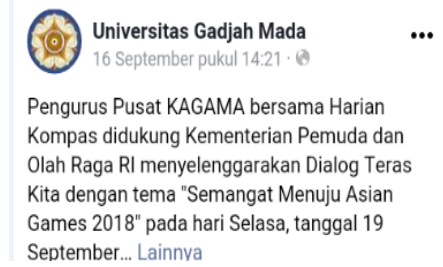 Universitas Gadjah Mada
16 September pukul 14:21 ·
Pengurus Pusat KAGAMA bersama Harian
Kompas didukung Kementerian Pemuda dan
Olah Raga RI menyelenggarakan Dialog Teras
Kita dengan tema "Semangat Menuju Asian
Games 2018" pada hari Selasa, tanggal 19
September... Lainnya